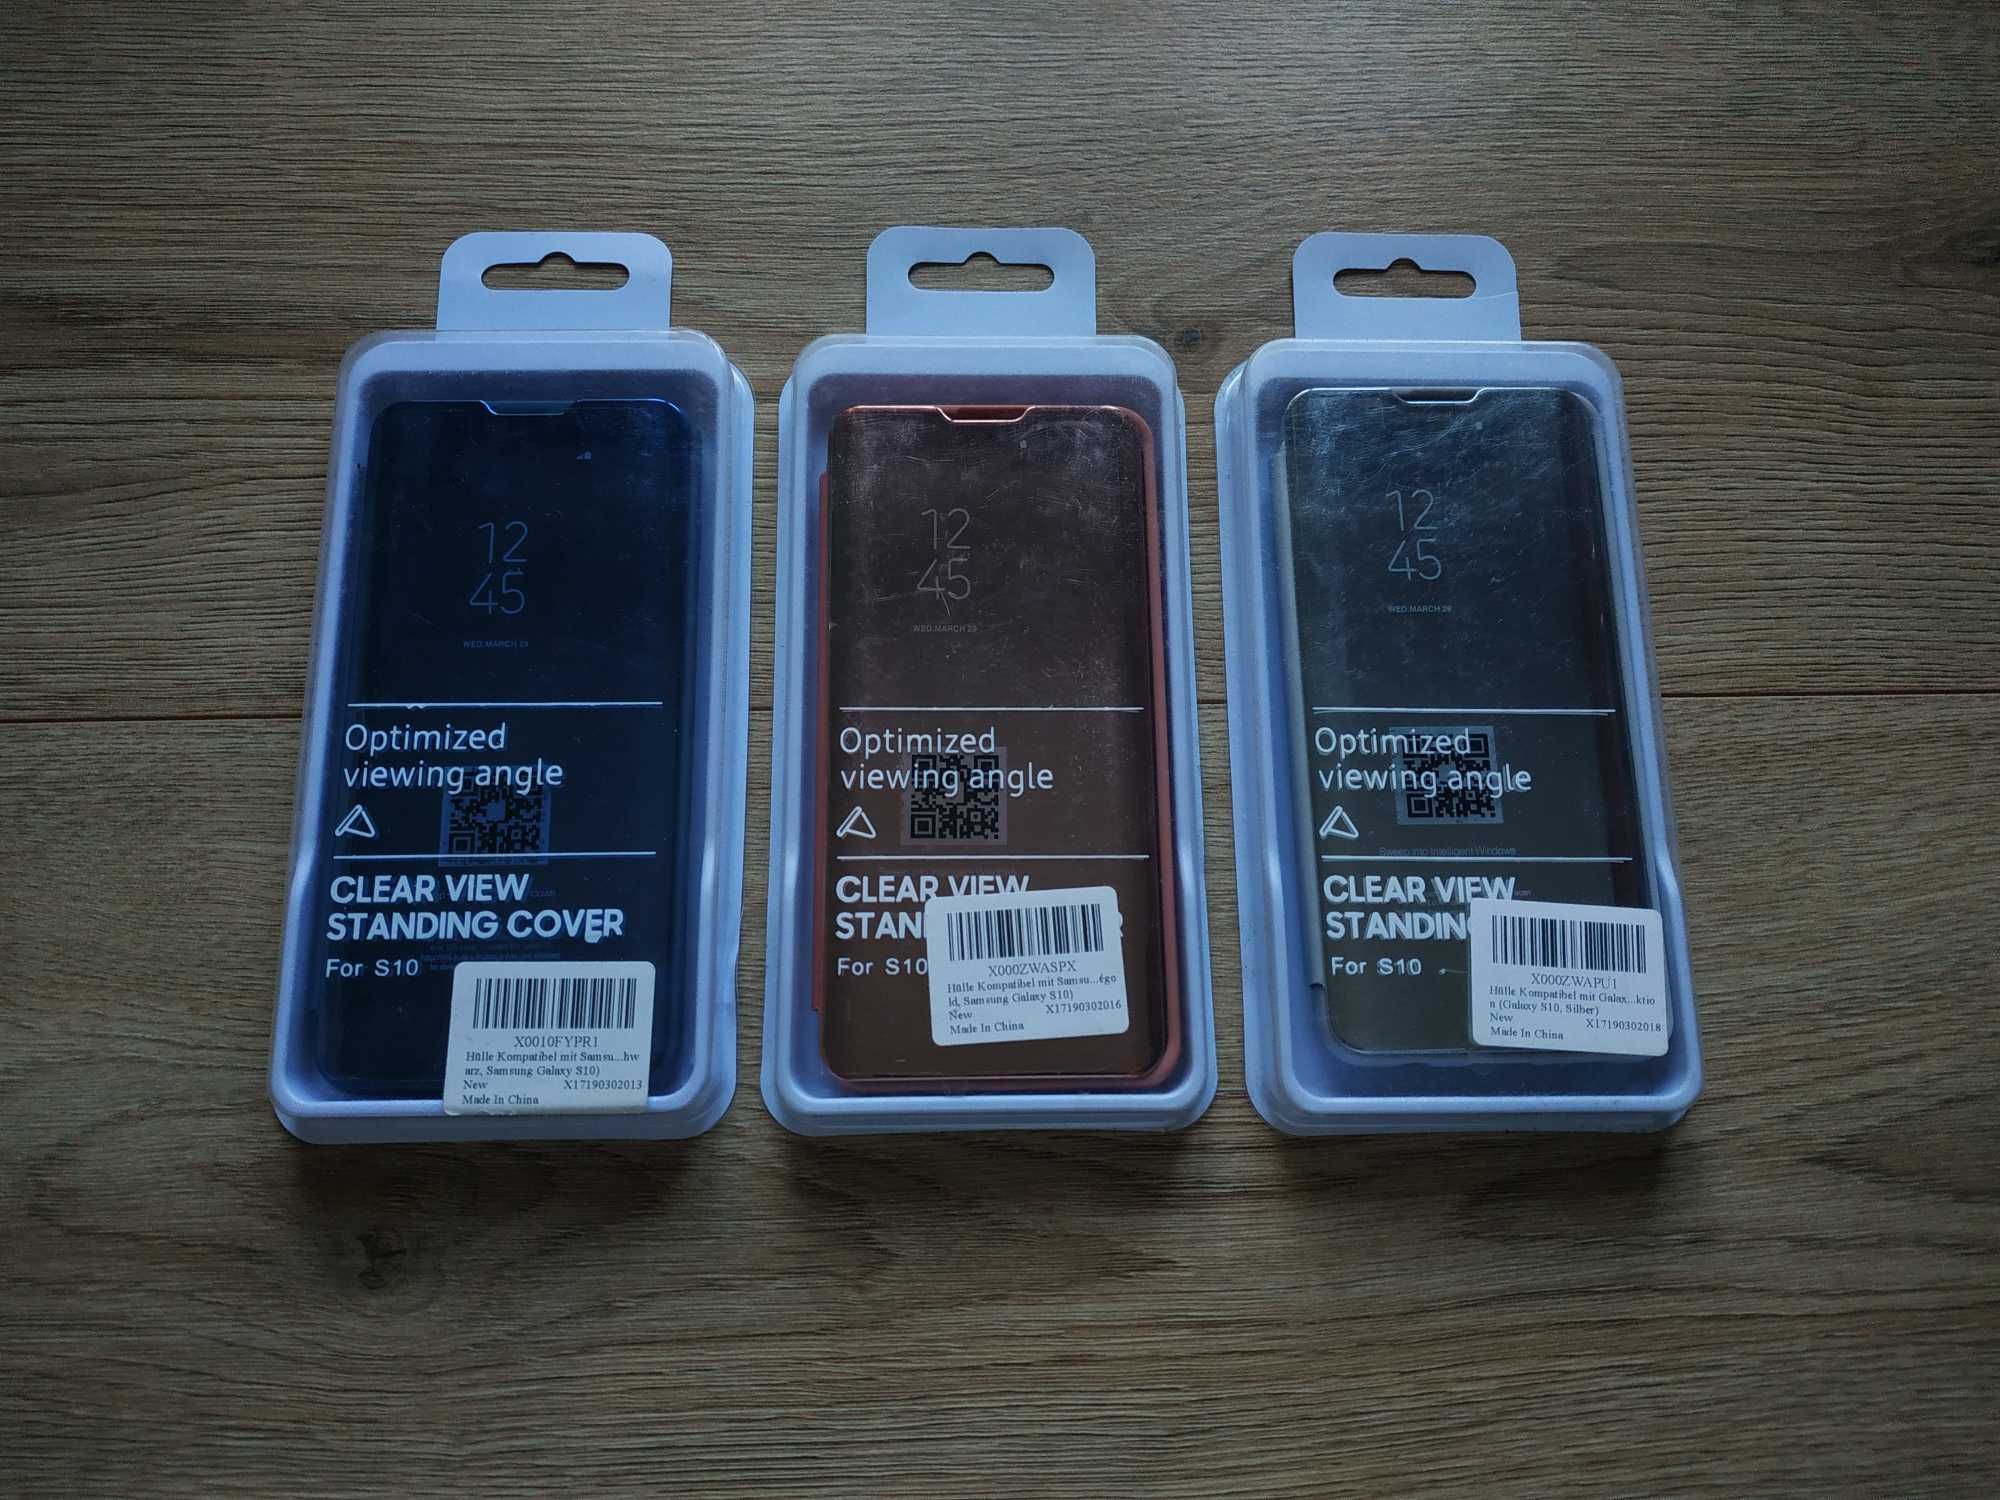 12
45
WED.MARCH 29
Optimized
viewing angle
CLEAR VIEW
STANDING COVER
For S10
X0010FYPR1
Hülle Kompatibel mit Samsu...hw
arz, Samsung Galaxy S10)
New X17190302013
Made In China
12
45
WED.MARCH 29
Optimized
viewing angle
CLEAR VIEW
STAN R
For S10
X000ZWASPX
Hülle Kompatibel mit Samsu...égo
ld, Samsung Galaxy S10)
New X17190302016
Made In China
12
45
WED.MARCH 29
Optimized
viewing angle
Sweep into Intelligent Windows
CLEAR VIEW
STANDING
For S10
X000ZWAPU1
Hülle Kompatibel mit Galax...ktio
n (Galaxy S10, Silber)
New X17190302018
Made In China